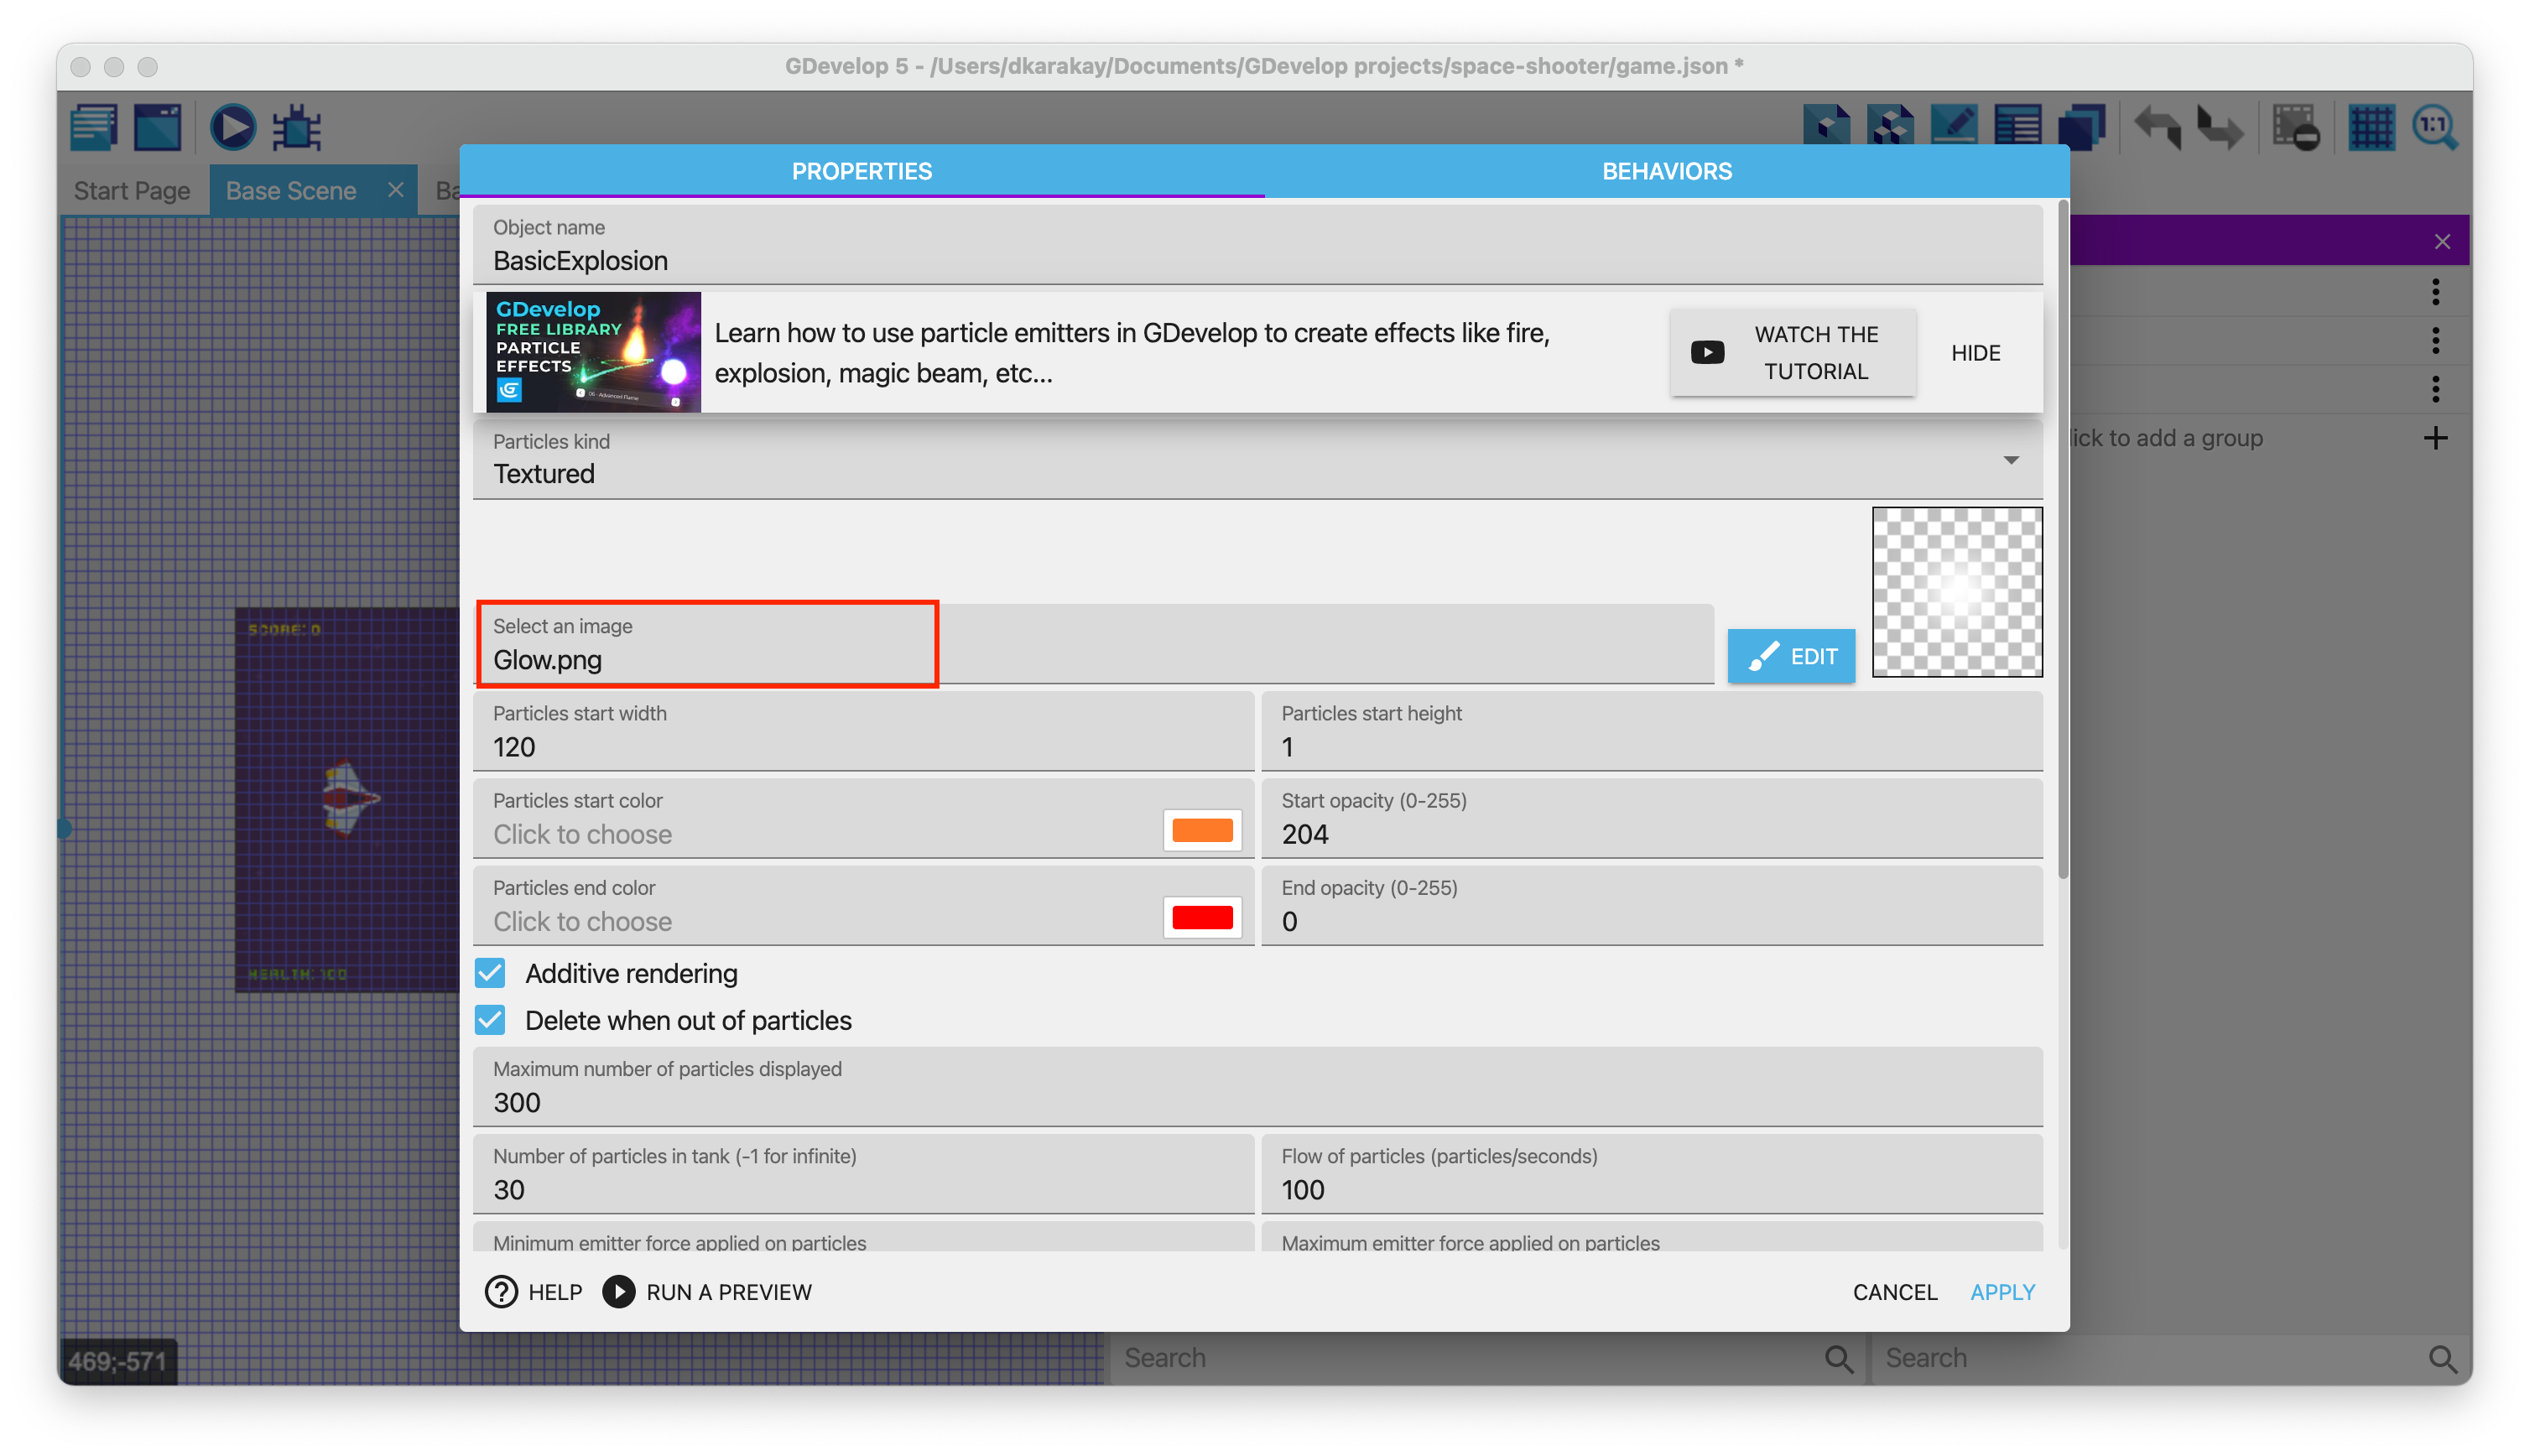 GDevelop 5 - /Users/dkarakay/Documents/GDevelop projects/space-shooter/game.json *
1:1
Start Page
Base Scene
Ba
PROPERTIES
BEHAVIORS
Object name
BasicExplosion
GDevelop
FREE LIBRARY
PARTICLE
EFFECTS
06 - Advanced Flame
Learn how to use particle emitters in GDevelop to create effects like fire,
explosion, magic beam, etc...
WATCH THE
TUTORIAL
HIDE
Particles kind
Textured
ick to add a group
SCORE: 0
Select an image
Glow.png
EDIT
Particles start width
120
Particles start height
1
Particles start color
Click to choose
Start opacity (0-255)
204
Particles end color
Click to choose
End opacity (0-255)
0
HEALTH: 100
Additive rendering
Delete when out of particles
Maximum number of particles displayed
300
Number of particles in tank (-1 for infinite)
30
Flow of particles (particles/seconds)
100
Minimum emitter force applied on particles
Maximum emitter force applied on particles
HELP
RUN A PREVIEW
CANCEL
APPLY
469;-571
Search
Search